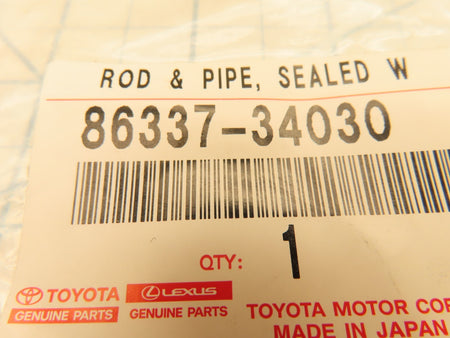 ROD & PIPE, SEALED W
86337-34030
QTY: 1
TOYOTA LEXUS
GENUINE PARTS GENUINE PARTS
TOYOTA MOTOR COR
MADE IN JAPAN